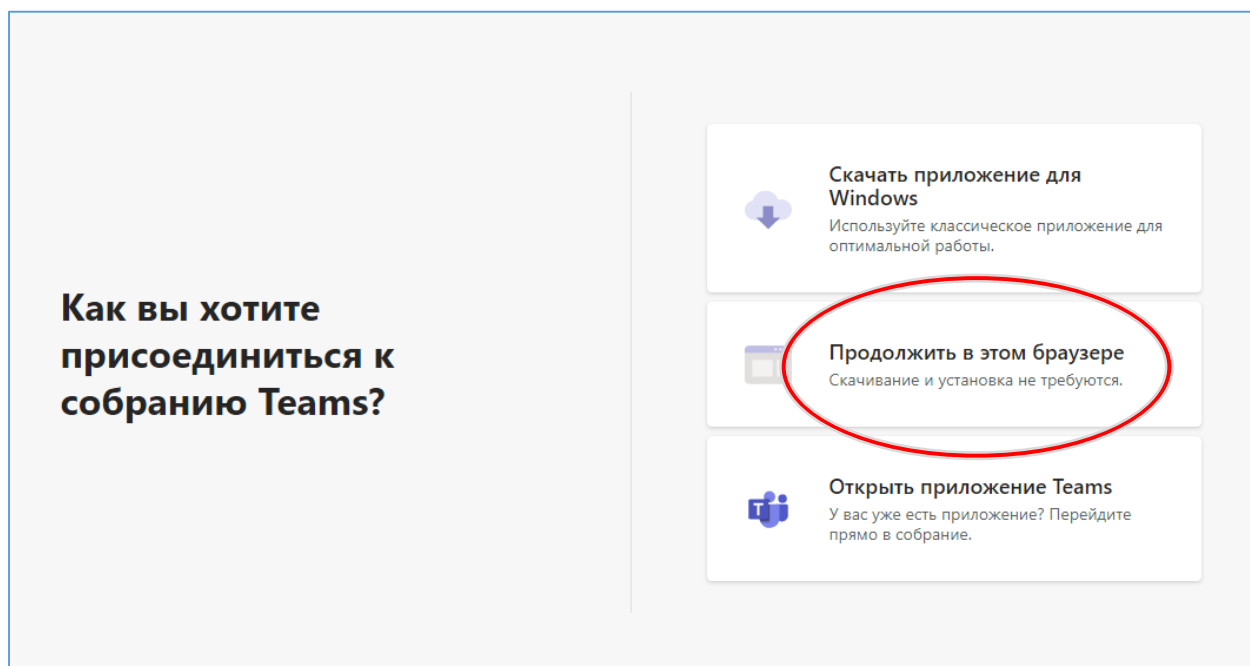 Как вы хотите
присоединиться к
собранию Teams?
Скачать приложение для
Windows
Используйте классическое приложение для
оптимальной работы.
Продолжить в этом браузере
Скачивание и установка не требуются.
Открыть приложение Teams
У вас уже есть приложение? Перейдите
прямо в собрание.